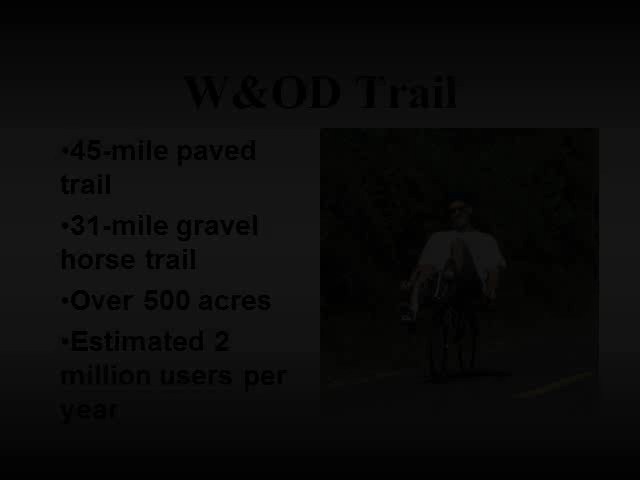 W&OD Trail
•45-mile paved
trail
•31-mile gravel
horse trail
•Over 500 acres
•Estimated 2
million users per
year